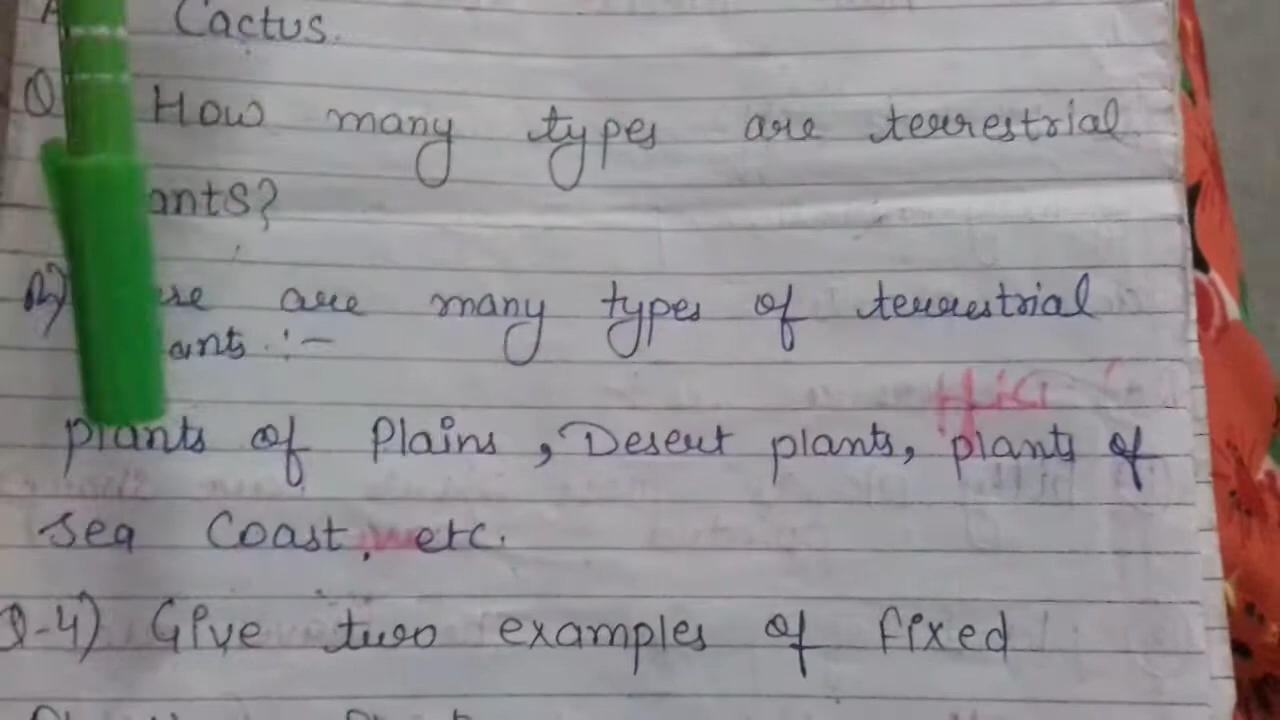 Cactus.
Q How many types are terrestrial
ants?
A) ere are many types of terrestrial
ants :-
plants of Plains, Desert plants, plants of
sea Coast, etc.
Q-4) Give two examples of fixed